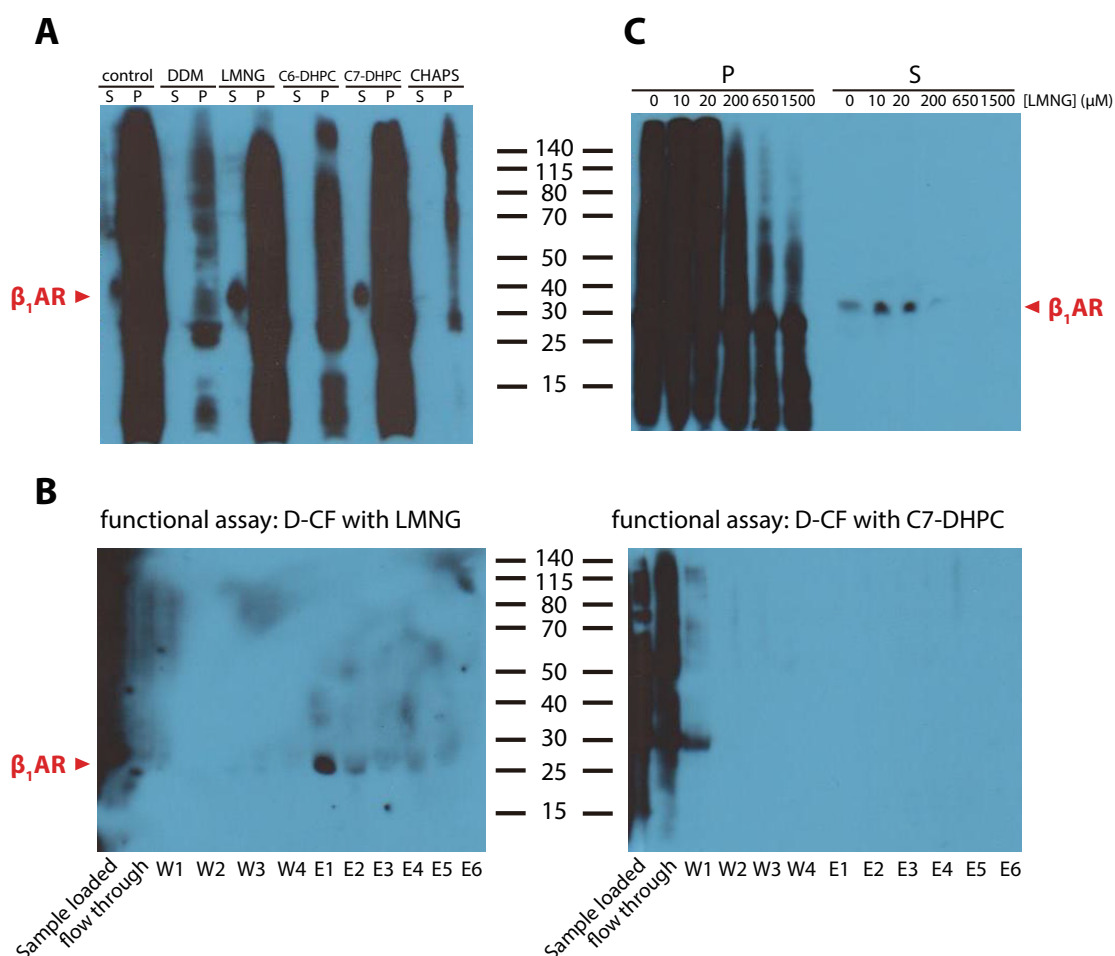 A
control DDM LMNG C6-DHPC C7-DHPC CHAPS
S P S P S P S P S P S P
β₁AR
140
115
80
70
50
40
30
25
15
C
P S
0 10 20 200 650 1500 0 10 20 200 650 1500 [LMNG] (μM)
β₁AR
B
functional assay: D-CF with LMNG
β₁AR
Sample loaded
flow through
W1 W2 W3 W4 E1 E2 E3 E4 E5 E6
140
115
80
70
50
40
30
25
15
functional assay: D-CF with C7-DHPC
Sample loaded
flow through
W1 W2 W3 W4 E1 E2 E3 E4 E5 E6